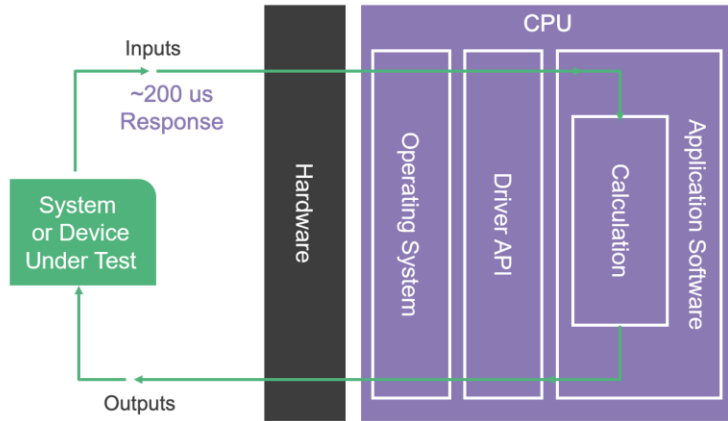 CPU
Inputs
~200 us
Response
Hardware
Operating System
Driver API
Calculation
Application Software
System
or Device
Under Test
Outputs